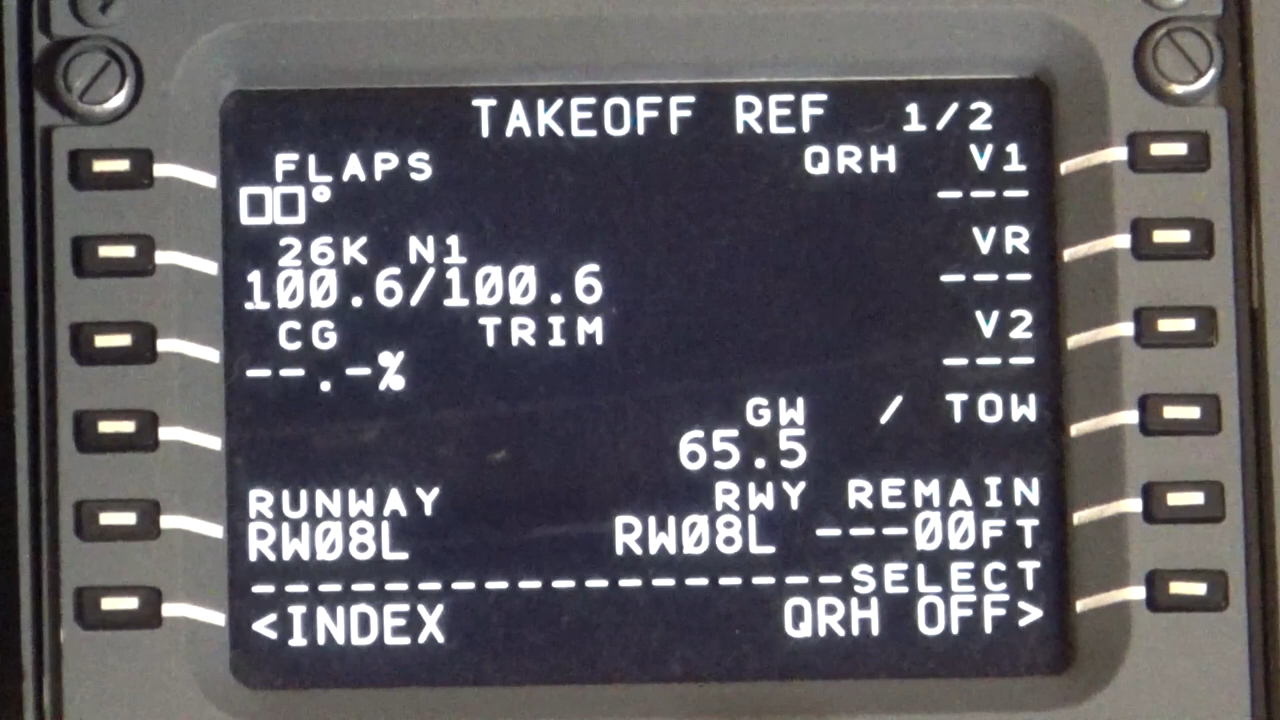 TAKEOFF REF 1/2
FLAPS QRH V1
□□° ---
26K N1 VR
100.6/100.6 ---
CG TRIM V2
--.-% ---
GW / TOW
65.5
RUNWAY RWY REMAIN
RW08L RW08L ---00FT
------------------SELECT
<INDEX QRH OFF>